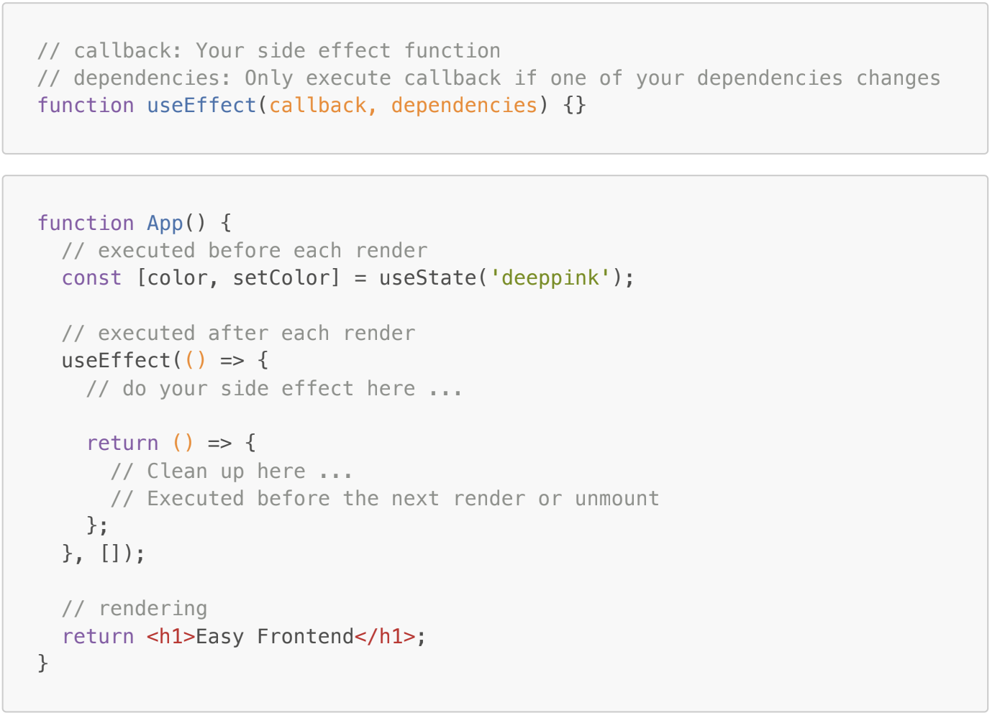 // callback: Your side effect function
// dependencies: Only execute callback if one of your dependencies changes
function useEffect(callback, dependencies) {}
function App() {
  // executed before each render
  const [color, setColor] = useState('deeppink');
  // executed after each render
  useEffect(() => {
    // do your side effect here ...
    return () => {
      // Clean up here ...
      // Executed before the next render or unmount
    };
  }, []);
  // rendering
  return <h1>Easy Frontend</h1>;
}